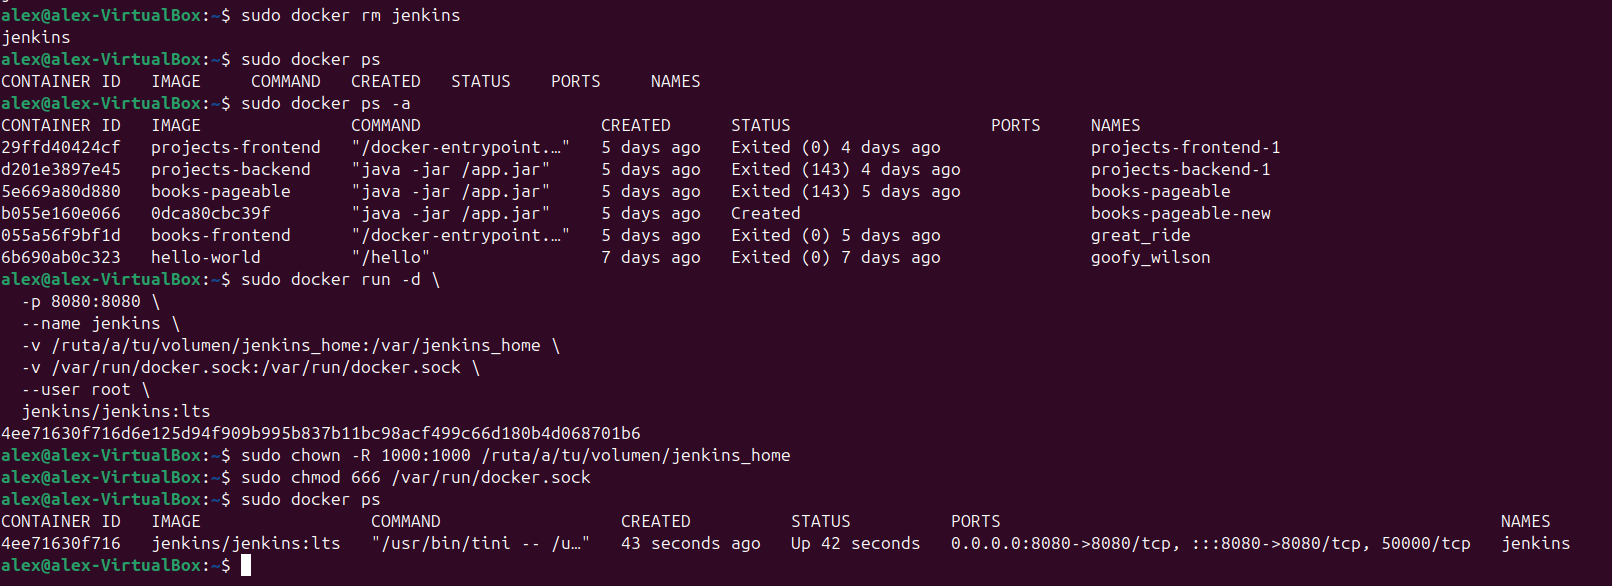 alex@alex-VirtualBox:~$ sudo docker rm jenkins
jenkins
alex@alex-VirtualBox:~$ sudo docker ps
CONTAINER ID   IMAGE     COMMAND   CREATED   STATUS    PORTS     NAMES
alex@alex-VirtualBox:~$ sudo docker ps -a
CONTAINER ID   IMAGE               COMMAND                  CREATED      STATUS                    PORTS     NAMES
29ffd40424cf   projects-frontend   "/docker-entrypoint.…"   5 days ago   Exited (0) 4 days ago               projects-frontend-1
d201e3897e45   projects-backend    "java -jar /app.jar"     5 days ago   Exited (143) 4 days ago             projects-backend-1
5e669a80d880   books-pageable      "java -jar /app.jar"     5 days ago   Exited (143) 5 days ago             books-pageable
b055e160e066   0dca80cbc39f        "java -jar /app.jar"     5 days ago   Created                             books-pageable-new
055a56f9bf1d   books-frontend      "/docker-entrypoint.…"   5 days ago   Exited (0) 5 days ago               great_ride
6b690ab0c323   hello-world         "/hello"                 7 days ago   Exited (0) 7 days ago               goofy_wilson
alex@alex-VirtualBox:~$ sudo docker run -d \
  -p 8080:8080 \
  --name jenkins \
  -v /ruta/a/tu/volumen/jenkins_home:/var/jenkins_home \
  -v /var/run/docker.sock:/var/run/docker.sock \
  --user root \
  jenkins/jenkins:lts
4ee71630f716d6e125d94f909b995b837b11bc98acf499c66d180b4d068701b6
alex@alex-VirtualBox:~$ sudo chown -R 1000:1000 /ruta/a/tu/volumen/jenkins_home
alex@alex-VirtualBox:~$ sudo chmod 666 /var/run/docker.sock
alex@alex-VirtualBox:~$ sudo docker ps
CONTAINER ID   IMAGE                 COMMAND                  CREATED          STATUS          PORTS                                                  NAMES
4ee71630f716   jenkins/jenkins:lts   "/usr/bin/tini -- /u…"   43 seconds ago   Up 42 seconds   0.0.0.0:8080->8080/tcp, :::8080->8080/tcp, 50000/tcp   jenkins
alex@alex-VirtualBox:~$